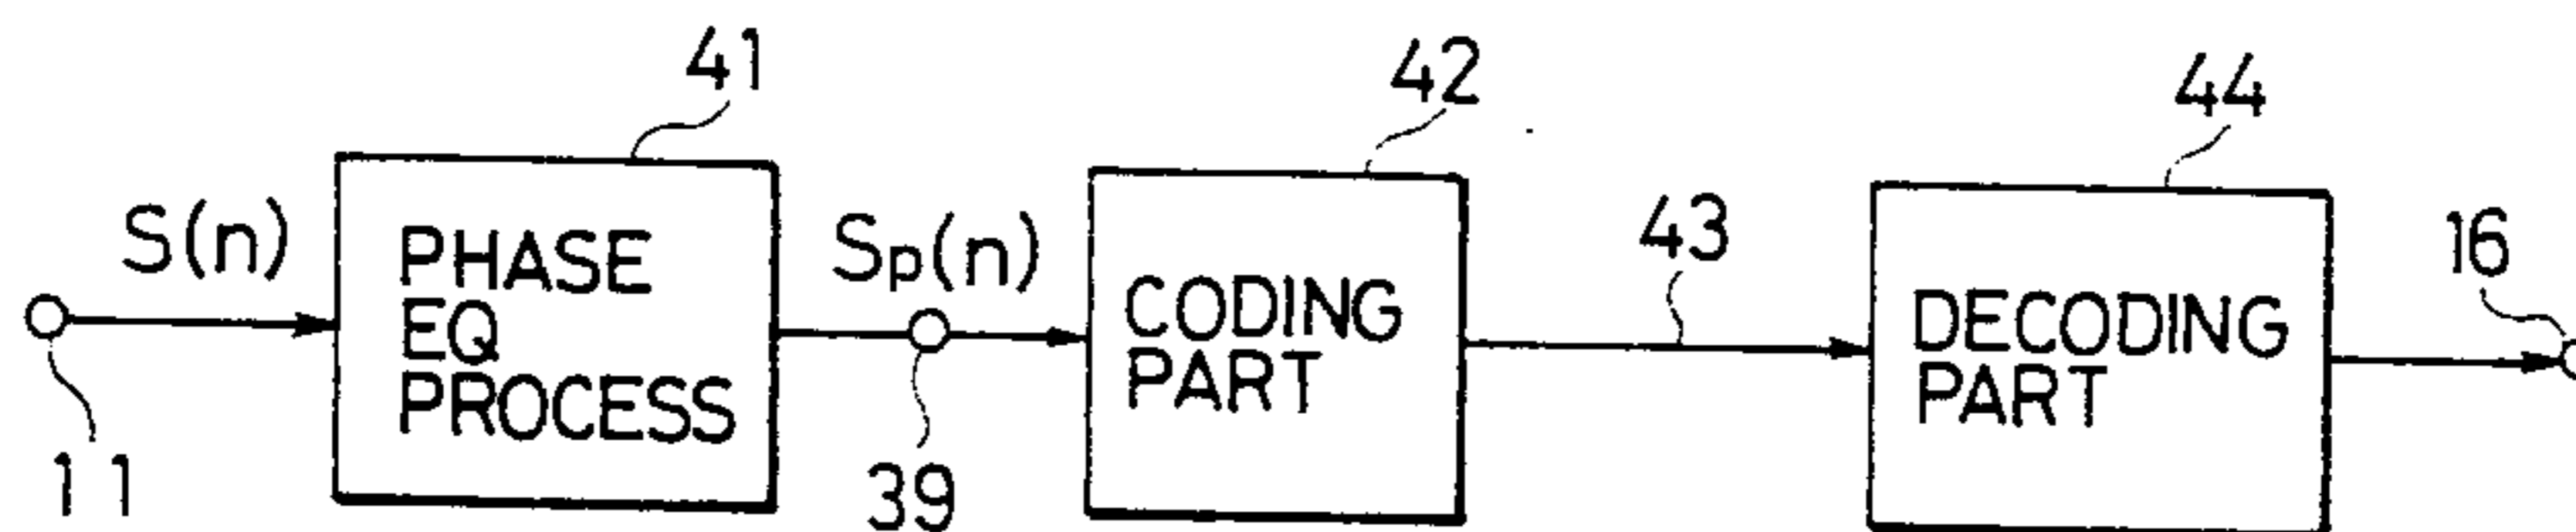 41
42
44
S(n)
PHASE
EQ
PROCESS
Sp(n)
CODING
PART
43
DECODING
PART
16
11
39